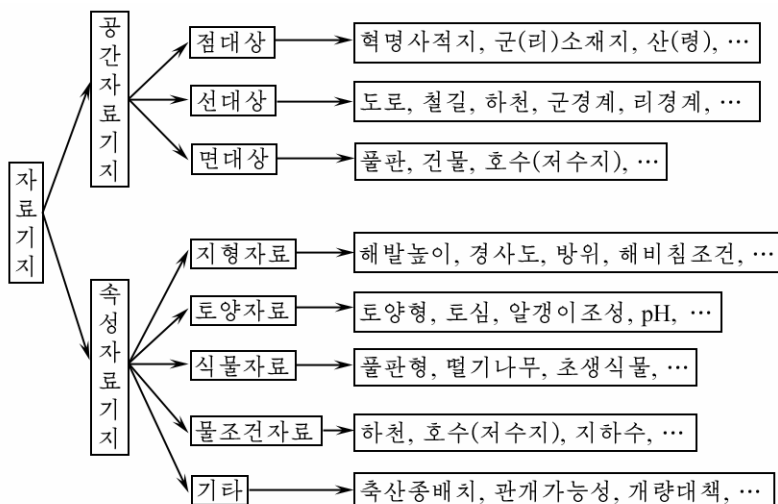 자료기지
공간자료기지
점대상
혁명사적지, 군(리)소재지, 산(령), …
선대상
도로, 철길, 하천, 군경계, 리경계, …
면대상
풀판, 건물, 호수(저수지), …
속성자료기지
지형자료
해발높이, 경사도, 방위, 해비침조건, …
토양자료
토양형, 토심, 알갱이조성, pH, …
식물자료
풀판형, 떨기나무, 초생식물, …
물조건자료
하천, 호수(저수지), 지하수, …
기타
축산종배치, 관개가능성, 개량대책, …